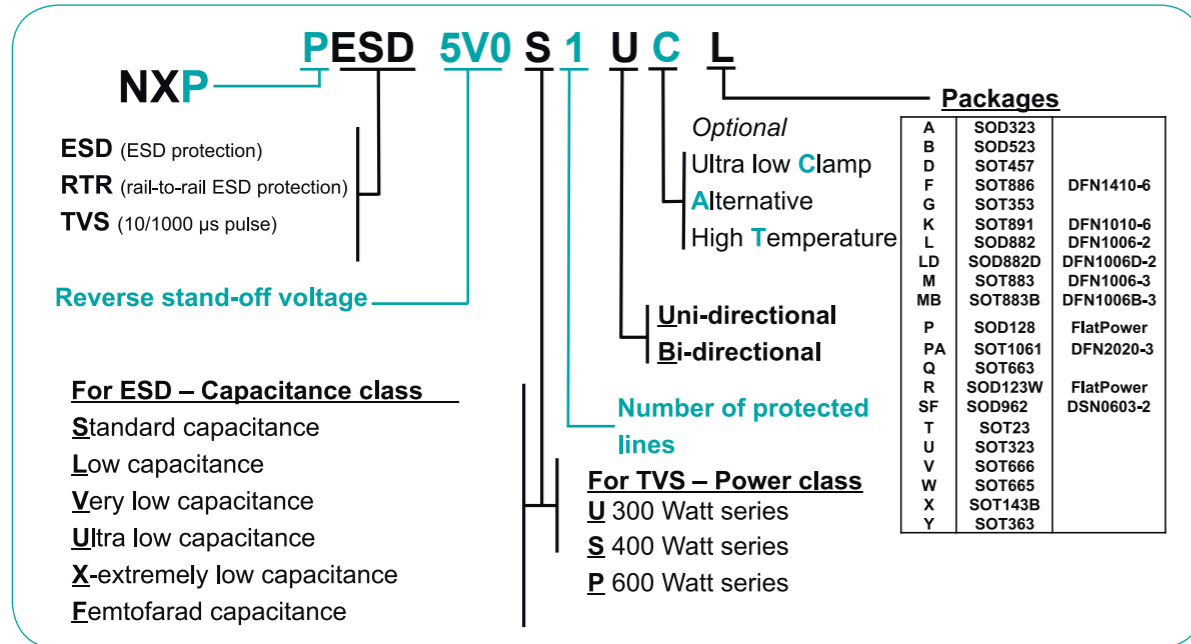 PESD 5V0 S 1 U C L
NXP
ESD (ESD protection)
RTR (rail-to-rail ESD protection)
TVS (10/1000 µs pulse)
Reverse stand-off voltage
For ESD – Capacitance class
Standard capacitance
Low capacitance
Very low capacitance
Ultra low capacitance
X-extremely low capacitance
Femtofarad capacitance
Optional
Ultra low Clamp
Alternative
High Temperature
Uni-directional
Bi-directional
Number of protected
lines
For TVS – Power class
U 300 Watt series
S 400 Watt series
P 600 Watt series
Packages
A SOD323
B SOD523
D SOT457
F SOT886 DFN1410-6
G SOT353
K SOT891 DFN1010-6
L SOD882 DFN1006-2
LD SOD882D DFN1006D-2
M SOT883 DFN1006-3
MB SOT883B DFN1006B-3
P SOD128 FlatPower
PA SOT1061 DFN2020-3
Q SOT663
R SOD123W FlatPower
SF SOD962 DSN0603-2
T SOT23
U SOT323
V SOT666
W SOT665
X SOT143B
Y SOT363